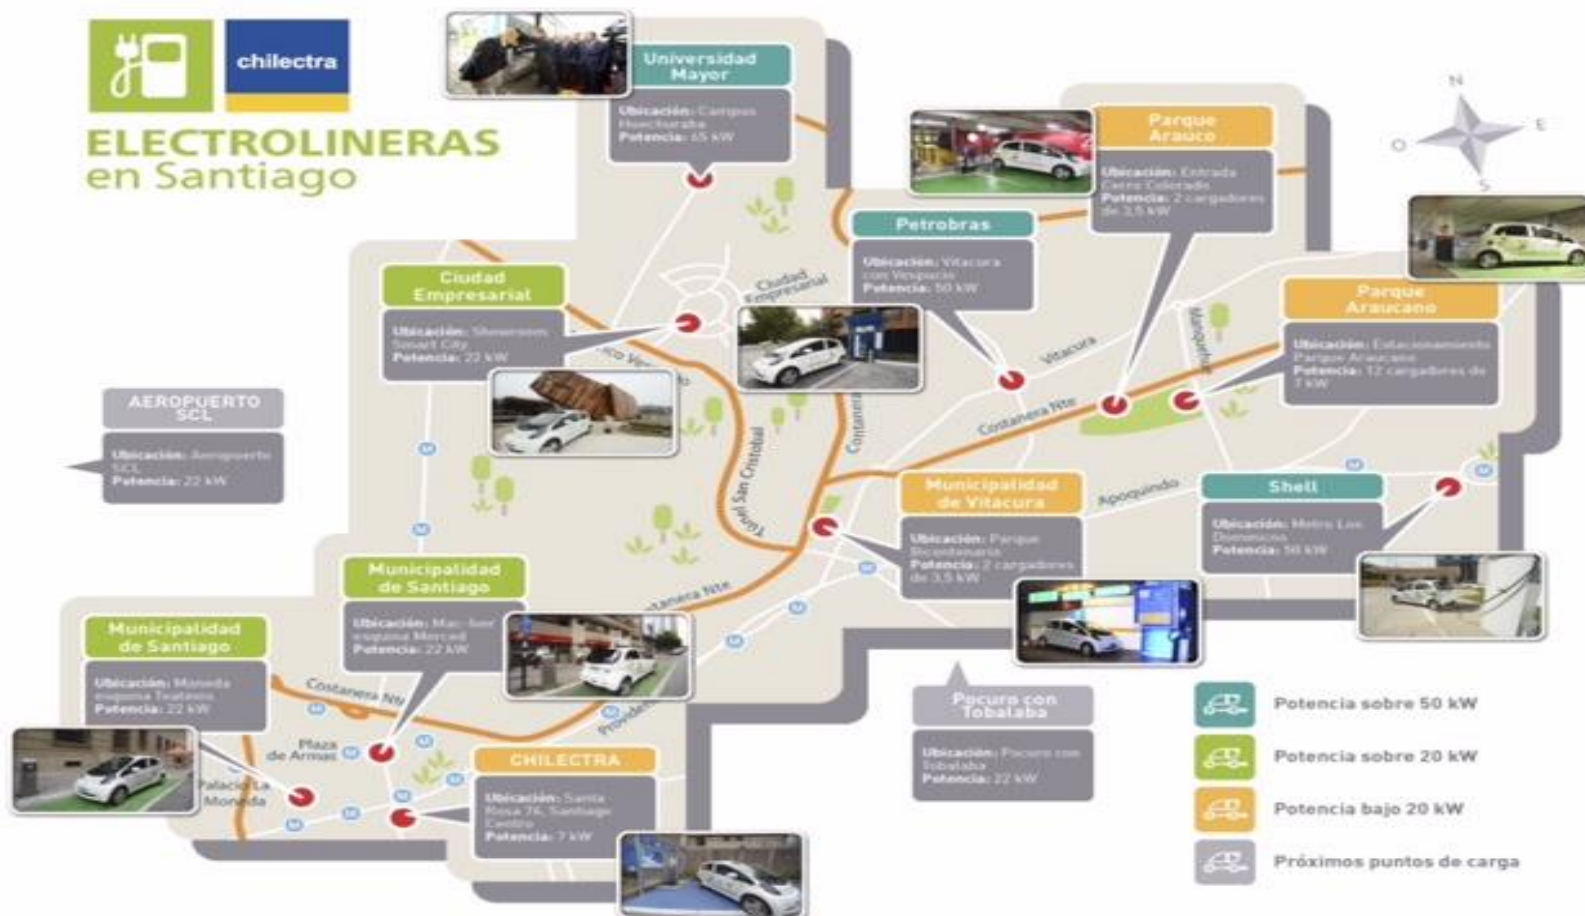 chilectra
ELECTROLINERAS
en Santiago
Universidad
Mayor
Ubicación: Campus
Huechuraba
Potencia: 65 kW
Parque
Arauco
Ubicación: Entrada
Cerro Colorado
Potencia: 2 cargadores
de 3,5 kW
N
E
O
S
Petrobras
Ubicación: Vitacura
con Vespucio
Potencia: 50 kW
Ciudad
Empresarial
Ubicación: Showroom
Smart City
Potencia: 22 kW
Ciudad
Empresarial
Parque
Araucano
Ubicación: Estacionamiento
Parque Araucano
Potencia: 12 cargadores de
7 kW
Vitacura
Manquehue
Costanera Nte
Costanera
Túnel San Cristobal
AEROPUERTO
SCL
Ubicación: Aeropuerto
SCL
Potencia: 22 kW
Municipalidad
de Vitacura
Ubicación: Parque
Bicentenario
Potencia: 2 cargadores
de 3,5 kW
Apoquindo
Shell
Ubicación: Metro Los
Dominicos
Potencia: 50 kW
Municipalidad
de Santiago
Ubicación: Mac-Iver
esquina Merced
Potencia: 22 kW
stanera Nte
Municipalidad
de Santiago
Ubicación: Moneda
esquina Teatinos
Potencia: 22 kW
Costanera Nte
Providen
Plaza
de Armas
Palacio La
Moneda
CHILECTRA
Ubicación: Santa
Rosa 76, Santiago
Centro
Potencia: 7 kW
Pocuro con
Tobalaba
Ubicación: Pocuro con
Tobalaba
Potencia: 22 kW
Potencia sobre 50 kW
Potencia sobre 20 kW
Potencia bajo 20 kW
Próximos puntos de carga